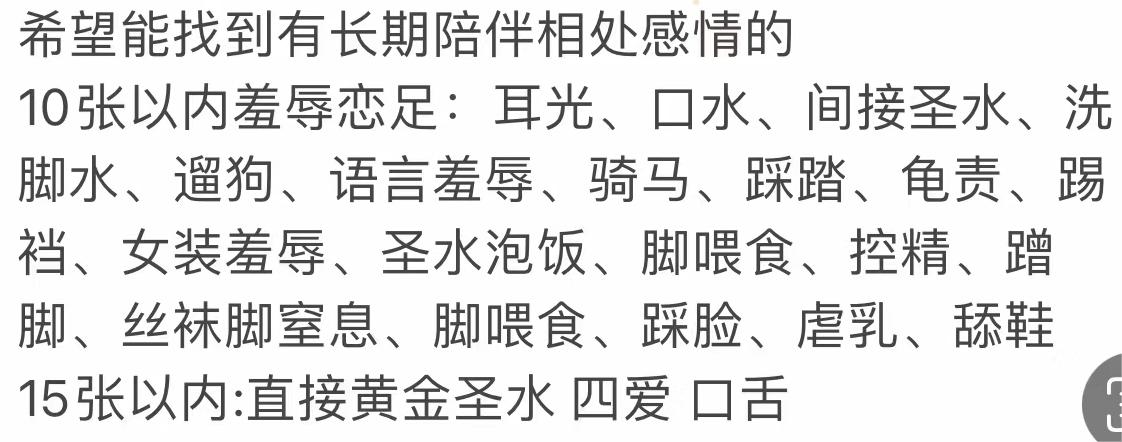 希望能找到有长期陪伴相处感情的
10张以内羞辱恋足：耳光、口水、间接圣水、洗
脚水、遛狗、语言羞辱、骑马、踩踏、龟责、踢
裆、女装羞辱、圣水泡饭、脚喂食、控精、蹭
脚、丝袜脚窒息、脚喂食、踩脸、虐乳、舔鞋
15张以内:直接黄金圣水 四爱 口舌